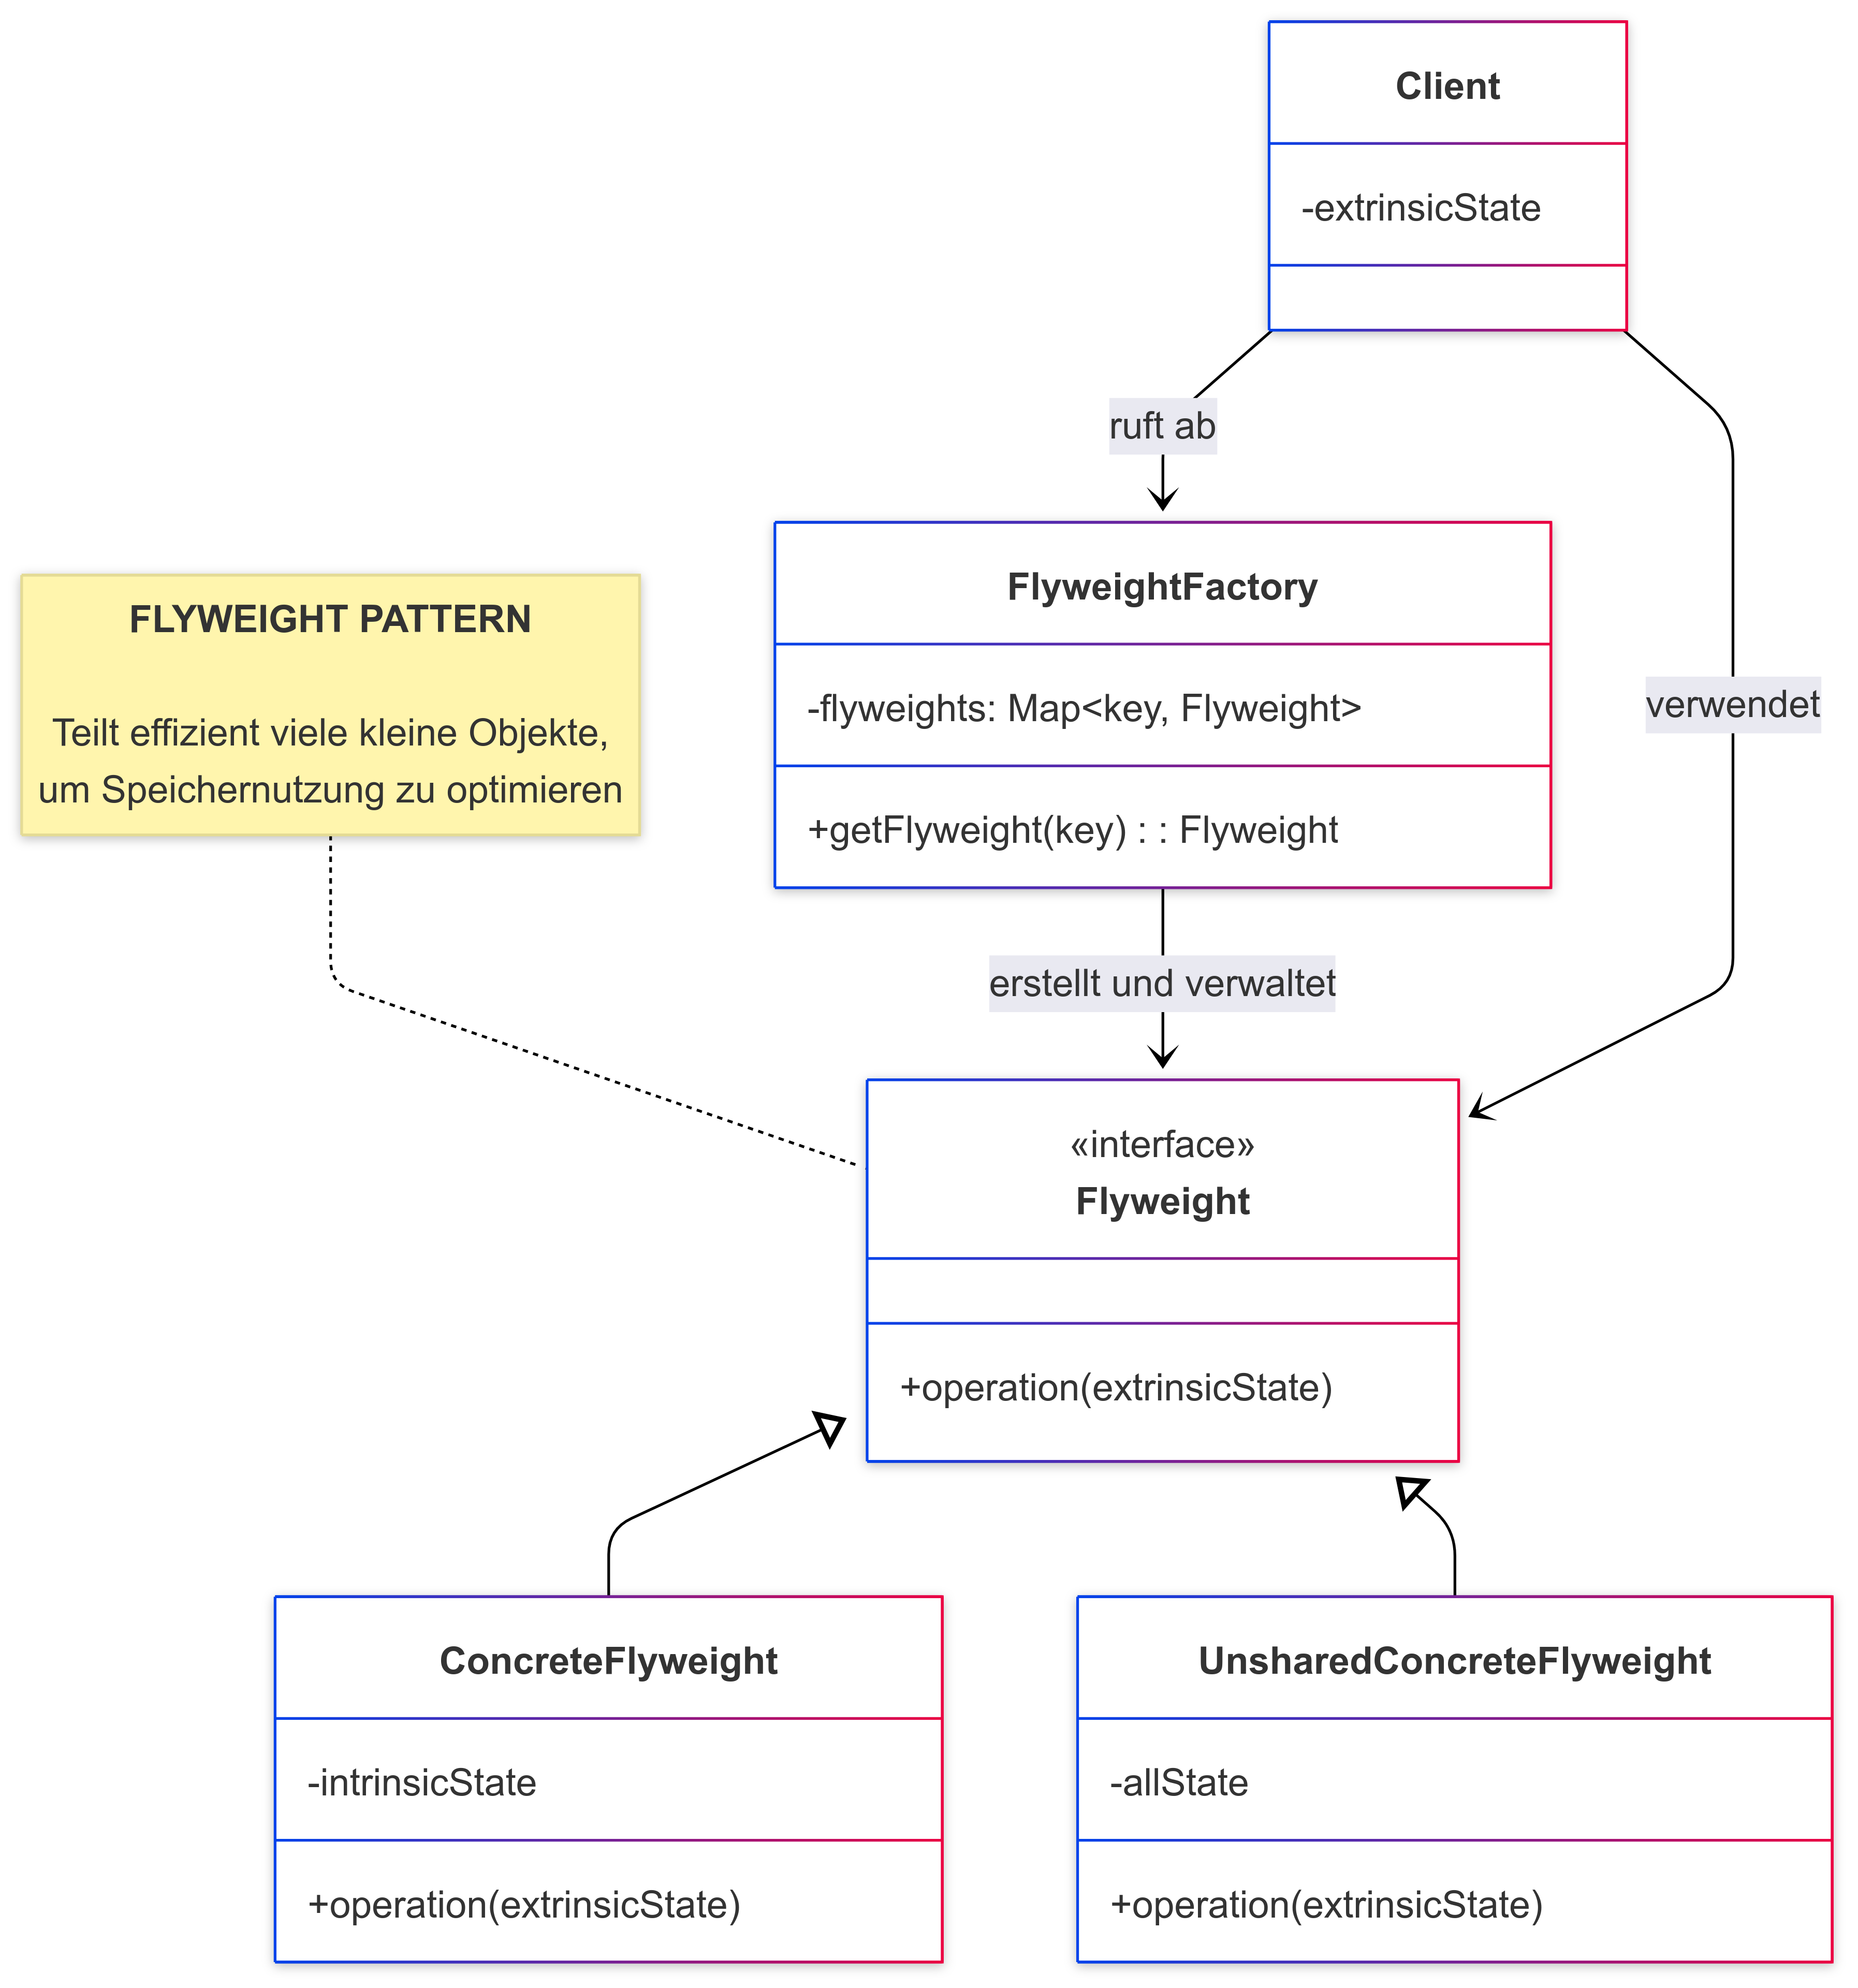 Client
-extrinsicState
ruft ab
FlyweightFactory
-flyweights: Map<key, Flyweight>
+getFlyweight(key) : : Flyweight
FLYWEIGHT PATTERN
Teilt effizient viele kleine Objekte,
um Speichernutzung zu optimieren
verwendet
erstellt und verwaltet
«interface»
Flyweight
+operation(extrinsicState)
ConcreteFlyweight
-intrinsicState
+operation(extrinsicState)
UnsharedConcreteFlyweight
-allState
+operation(extrinsicState)